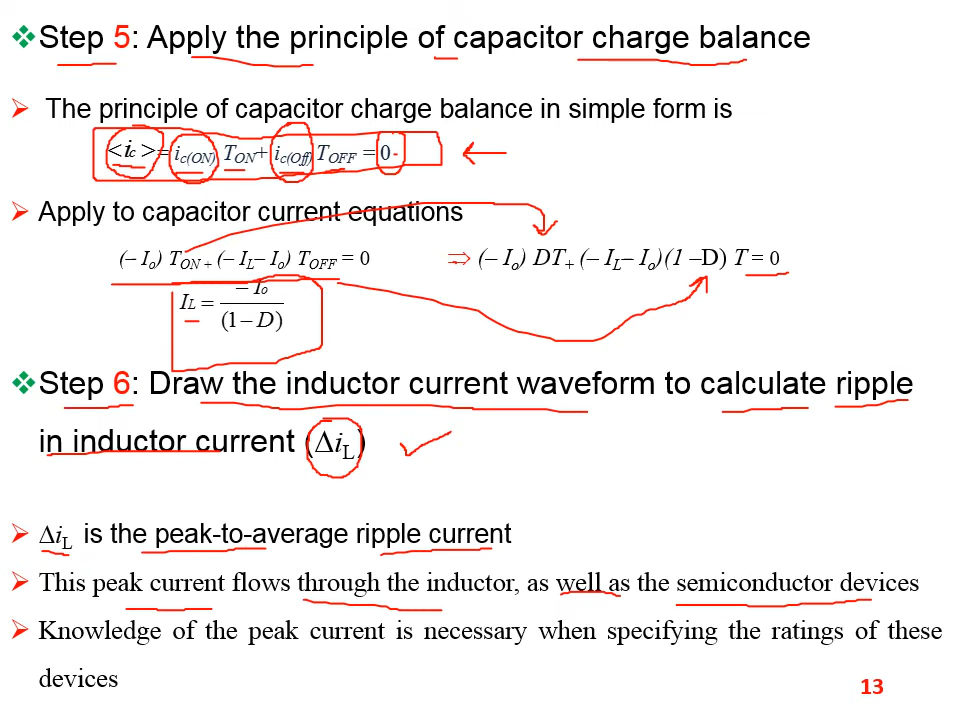 ❖Step 5: Apply the principle of capacitor charge balance
➢ The principle of capacitor charge balance in simple form is
<ic >= ic(ON) TON+ ic(Off) TOFF = 0
➢ Apply to capacitor current equations
(– Io) TON + (– IL– Io) TOFF = 0 ⇒ (– Io) DT+ (– IL– Io)(1 –D) T = 0
IL = – Io / (1 – D)
❖Step 6: Draw the inductor current waveform to calculate ripple
in inductor current (ΔiL)
➢ ΔiL is the peak-to-average ripple current
➢ This peak current flows through the inductor, as well as the semiconductor devices
➢ Knowledge of the peak current is necessary when specifying the ratings of these
devices
13